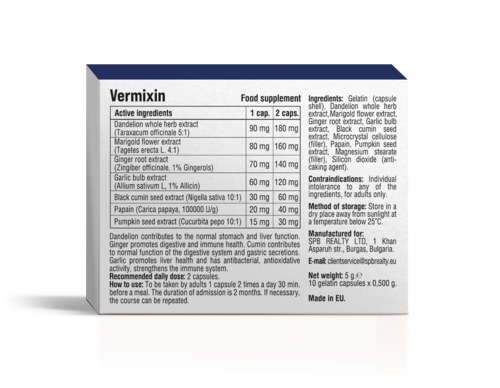 Vermixin
Food supplement
Active ingredients 1 cap. 2 caps.
Dandelion whole herb extract
(Taraxacum officinale 5:1) 90 mg 180 mg
Marigold flower extract
(Tagetes erecta L. 4:1) 80 mg 160 mg
Ginger root extract
(Zingiber officinale, 1% Gingerols) 70 mg 140 mg
Garlic bulb extract
(Allium sativum L, 1% Allicin) 60 mg 120 mg
Black cumin seed extract (Nigella sativa 10:1) 30 mg 60 mg
Papain (Carica papaya, 100000 U/g) 20 mg 40 mg
Pumpkin seed extract (Cucurbita pepo 10:1) 15 mg 30 mg
Dandelion contributes to the normal stomach and liver function.
Ginger promotes digestive and immune health. Cumin contributes
to normal function of the digestive system and gastric secretions.
Garlic promotes liver health and has antibacterial, antioxidative
activity, strengthens the immune system.
Recommended daily dose: 2 capsules.
How to use: To be taken by adults 1 capsule 2 times a day 30 min.
before a meal. The duration of admission is 2 months. If necessary,
the course can be repeated.
Ingredients: Gelatin (capsule
shell), Dandelion whole herb
extract, Marigold flower extract,
Ginger root extract, Garlic bulb
extract, Black cumin seed
extract, Microcrystal cellulose
(filler), Papain, Pumpkin seed
extract, Magnesium stearate
(filler), Silicon dioxide (anti-
caking agent).
Contraindications: Individual
intolerance to any of the
ingredients, for adults only.
Method of storage: Store in a
dry place away from sunlight at
a temperature below 25°C.
Manufactured for:
SPB REALTY LTD, 1 Khan
Asparuh str., Burgas, Bulgaria.
E-mail: clientservice@spbrealty.eu
Net weight: 5 g.℮
10 gelatin capsules x 0,500 g.
Made in EU.